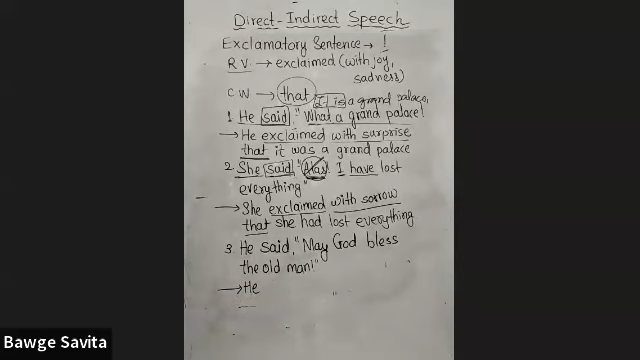 Direct-Indirect Speech
Exclamatory Sentence → !
R.V. → exclaimed (with joy,
sadness)
C W → that
It is a grand palace,
1. He said, "What a grand palace!
→ He exclaimed with surprise
that it was a grand palace
2. She said, "Alas! I have lost
everything"
→ She exclaimed with sorrow
that she had lost everything
3. He said, "May God bless
the old man!"
→ He
Bawge Savita